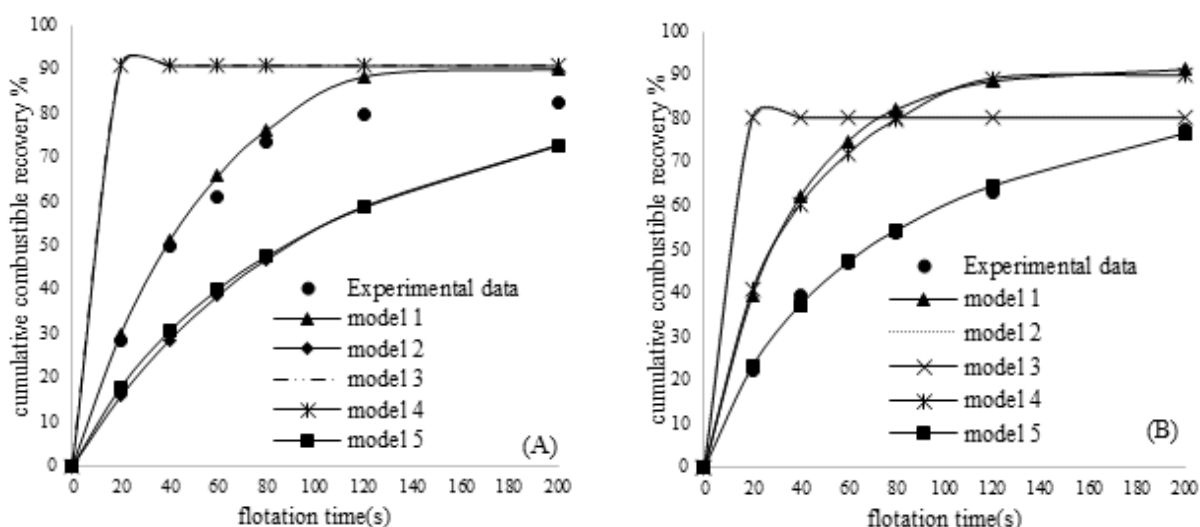 100
90
80
70
60
50
40
30
20
10
0
cumulative combustible recovery %
Experimental data
model 1
model 2
model 3
model 4
model 5
(A)
0 20 40 60 80 100 120 140 160 180 200
flotation time(s)
100
90
80
70
60
50
40
30
20
10
0
cumulative combustible recovery %
Experimental data
model 1
model 2
model 3
model 4
model 5
(B)
0 20 40 60 80 100 120 140 160 180 200
flotation time(s)